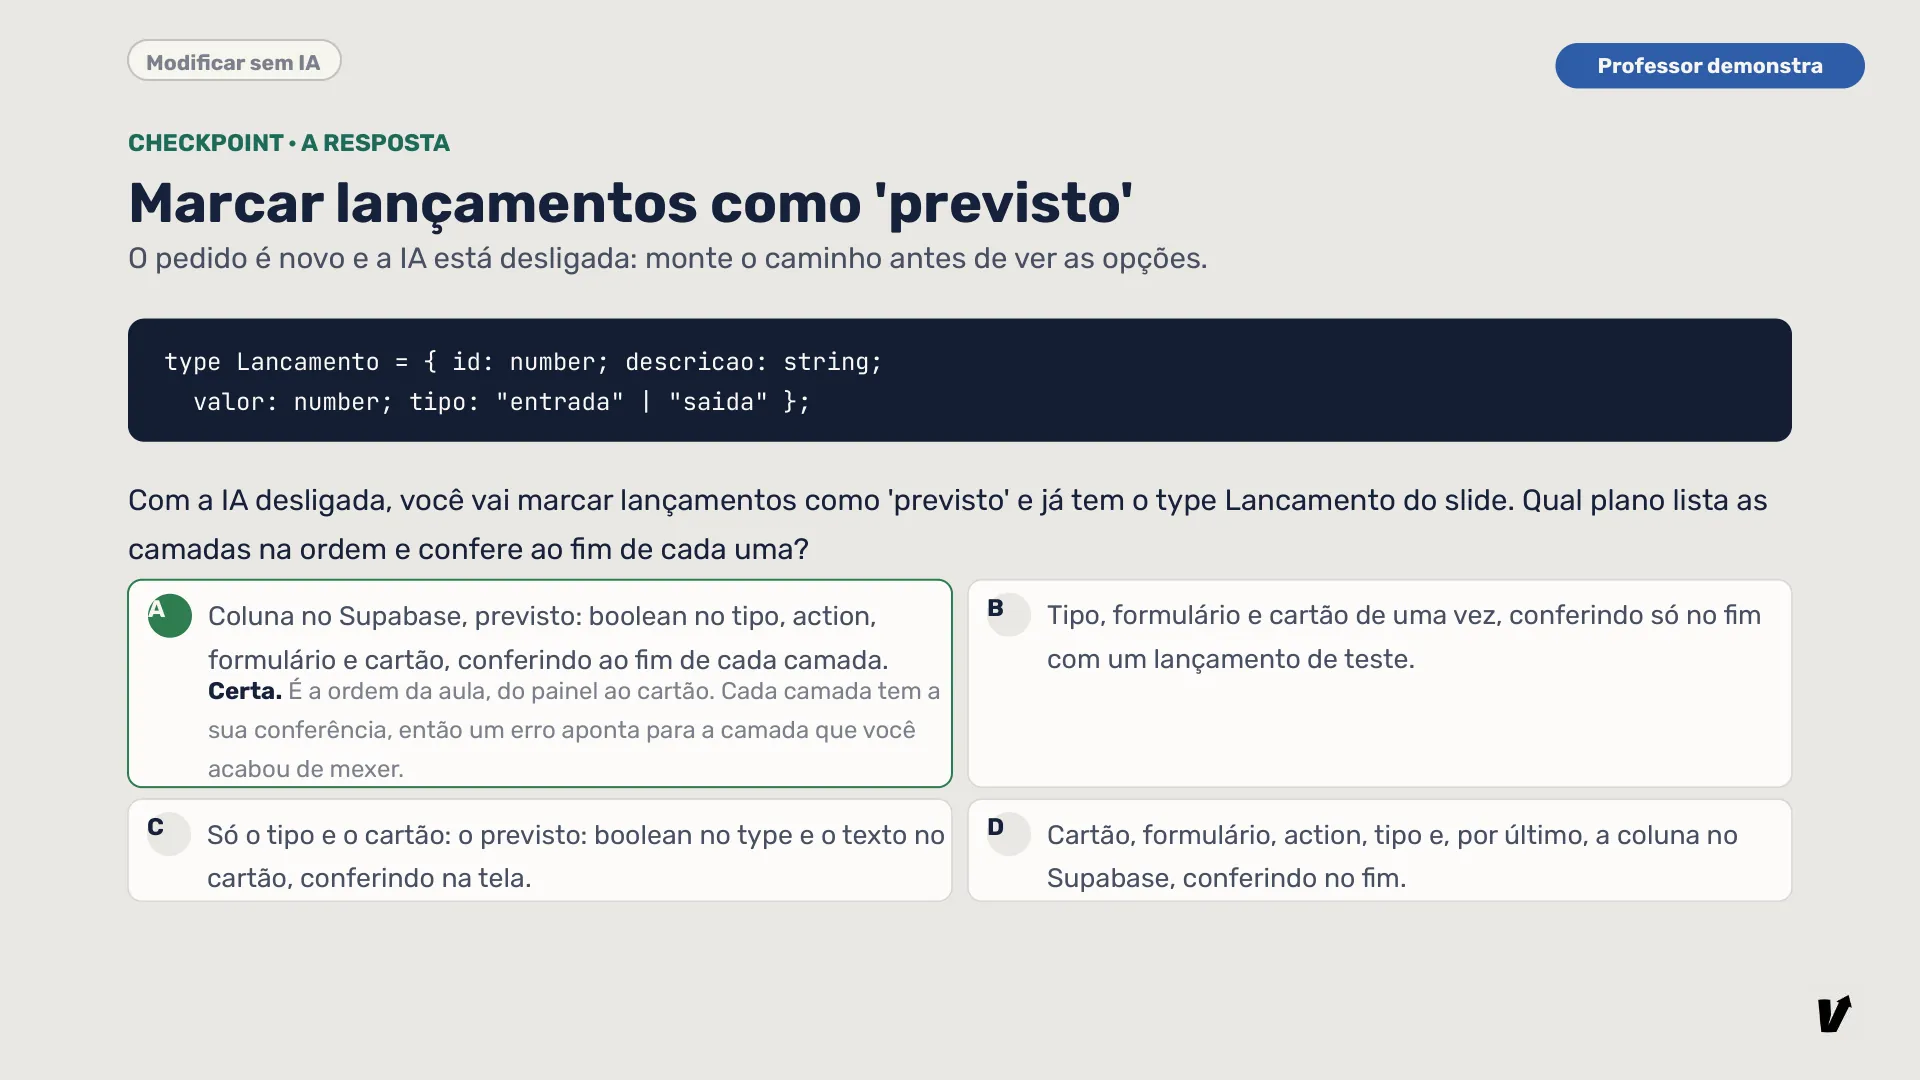 Modificar sem IA
Professor demonstra
CHECKPOINT • A RESPOSTA
Marcar lançamentos como 'previsto'
O pedido é novo e a IA está desligada: monte o caminho antes de ver as opções.
type Lancamento = { id: number; descricao: string;
  valor: number; tipo: "entrada" | "saida" };
Com a IA desligada, você vai marcar lançamentos como 'previsto' e já tem o type Lancamento do slide. Qual plano lista as
camadas na ordem e confere ao fim de cada uma?
A
Coluna no Supabase, previsto: boolean no tipo, action,
formulário e cartão, conferindo ao fim de cada camada.
Certa. É a ordem da aula, do painel ao cartão. Cada camada tem a
sua conferência, então um erro aponta para a camada que você
acabou de mexer.
B
Tipo, formulário e cartão de uma vez, conferindo só no fim
com um lançamento de teste.
C
Só o tipo e o cartão: o previsto: boolean no type e o texto no
cartão, conferindo na tela.
D
Cartão, formulário, action, tipo e, por último, a coluna no
Supabase, conferindo no fim.